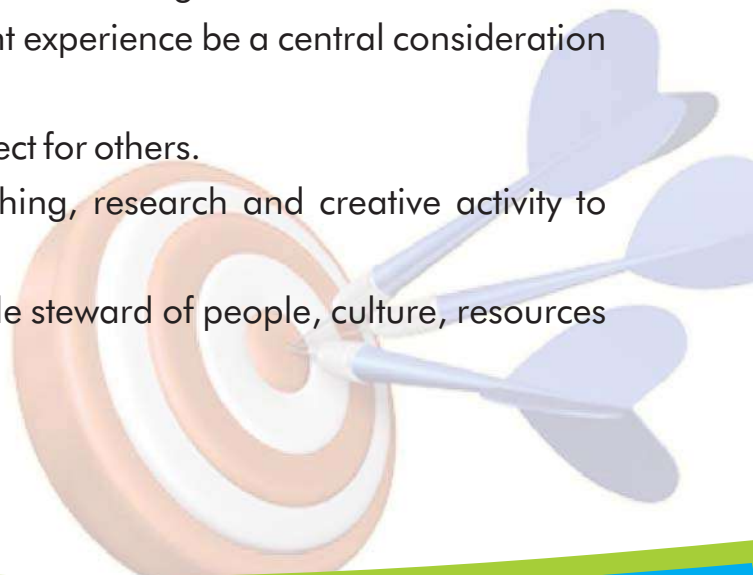 nt experience be a central consideration
ect for others.
hing, research and creative activity to
le steward of people, culture, resources